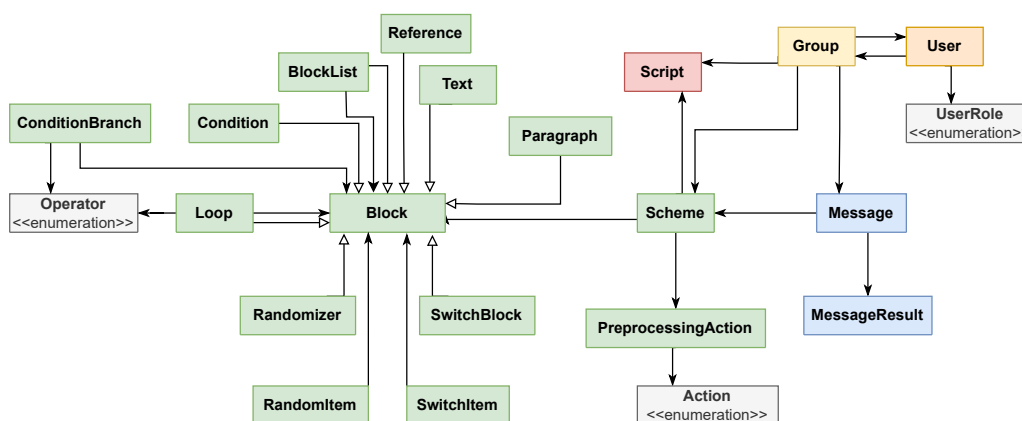 Reference
Group
User
BlockList
Script
Text
ConditionBranch
Condition
Paragraph
UserRole
<<enumeration>>
Operator
<<enumeration>>
Loop
Block
Scheme
Message
Randomizer
SwitchBlock
PreprocessingAction
MessageResult
RandomItem
SwitchItem
Action
<<enumeration>>